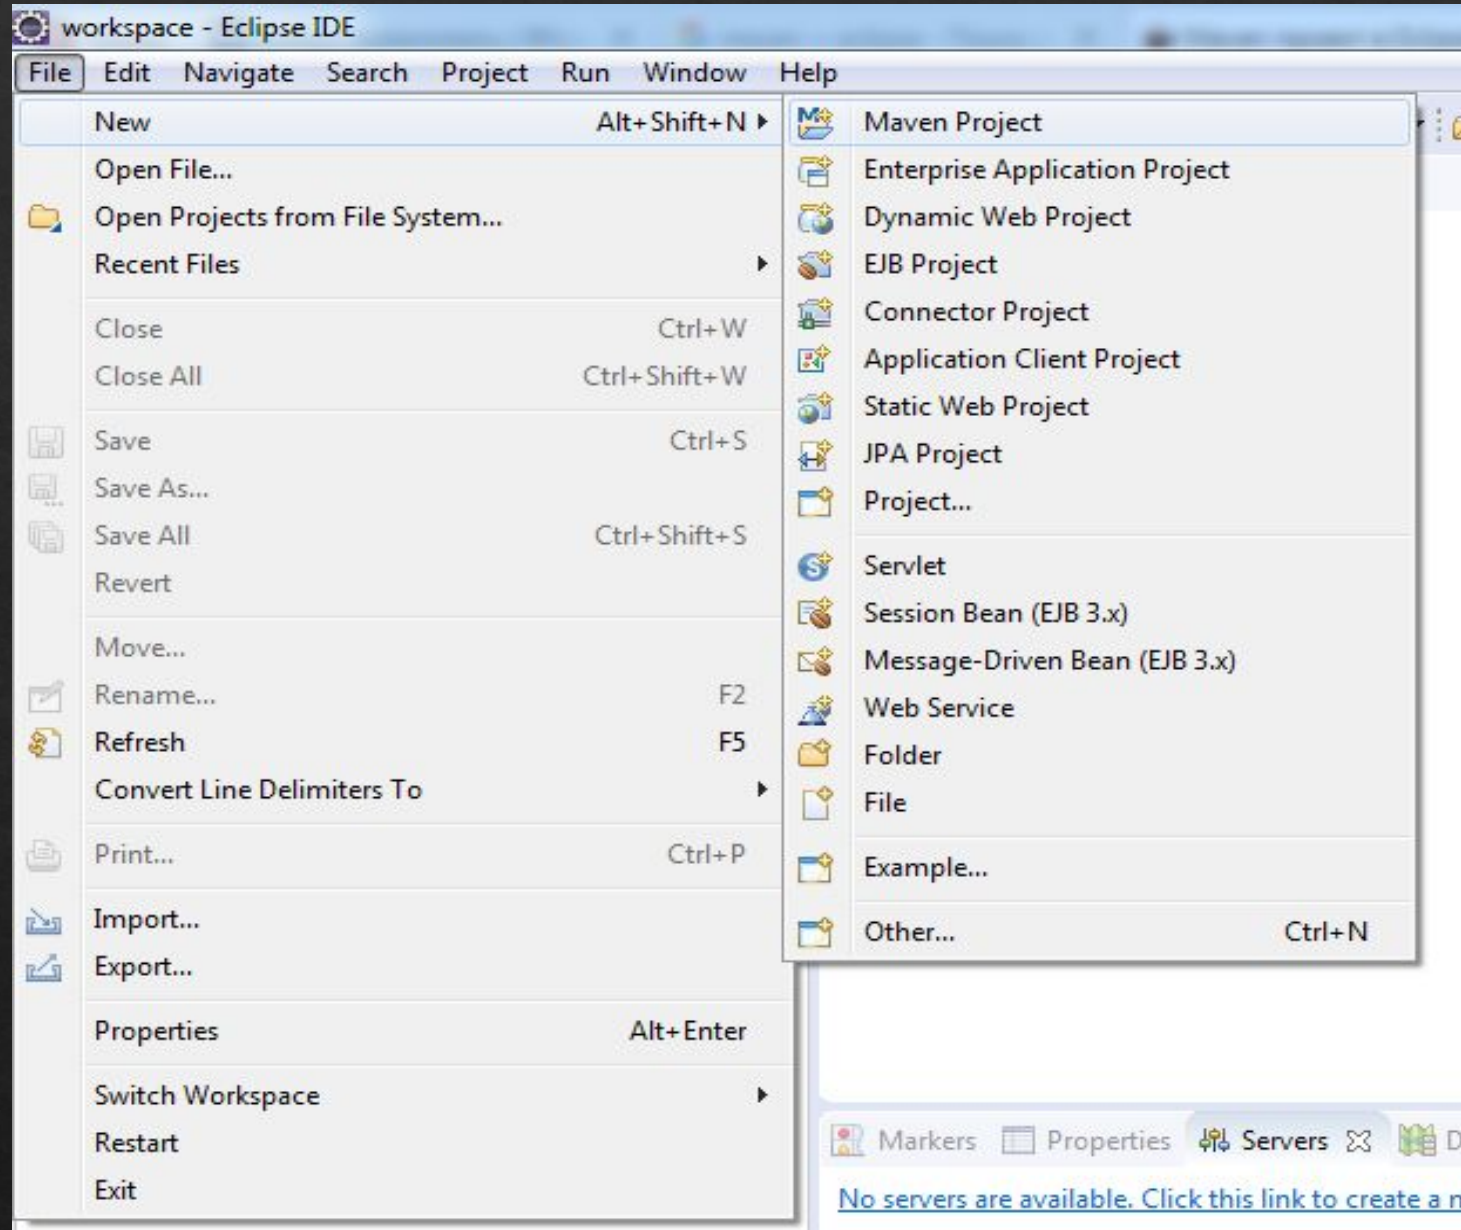 workspace - Eclipse IDE
File Edit Navigate Search Project Run Window Help
New Alt+Shift+N
Open File...
Open Projects from File System...
Recent Files
Close Ctrl+W
Close All Ctrl+Shift+W
Save Ctrl+S
Save As...
Save All Ctrl+Shift+S
Revert
Move...
Rename... F2
Refresh F5
Convert Line Delimiters To
Print... Ctrl+P
Import...
Export...
Properties Alt+Enter
Switch Workspace
Restart
Exit
Maven Project
Enterprise Application Project
Dynamic Web Project
EJB Project
Connector Project
Application Client Project
Static Web Project
JPA Project
Project...
Servlet
Session Bean (EJB 3.x)
Message-Driven Bean (EJB 3.x)
Web Service
Folder
File
Example...
Other... Ctrl+N
Markers Properties Servers
No servers are available. Click this link to create a